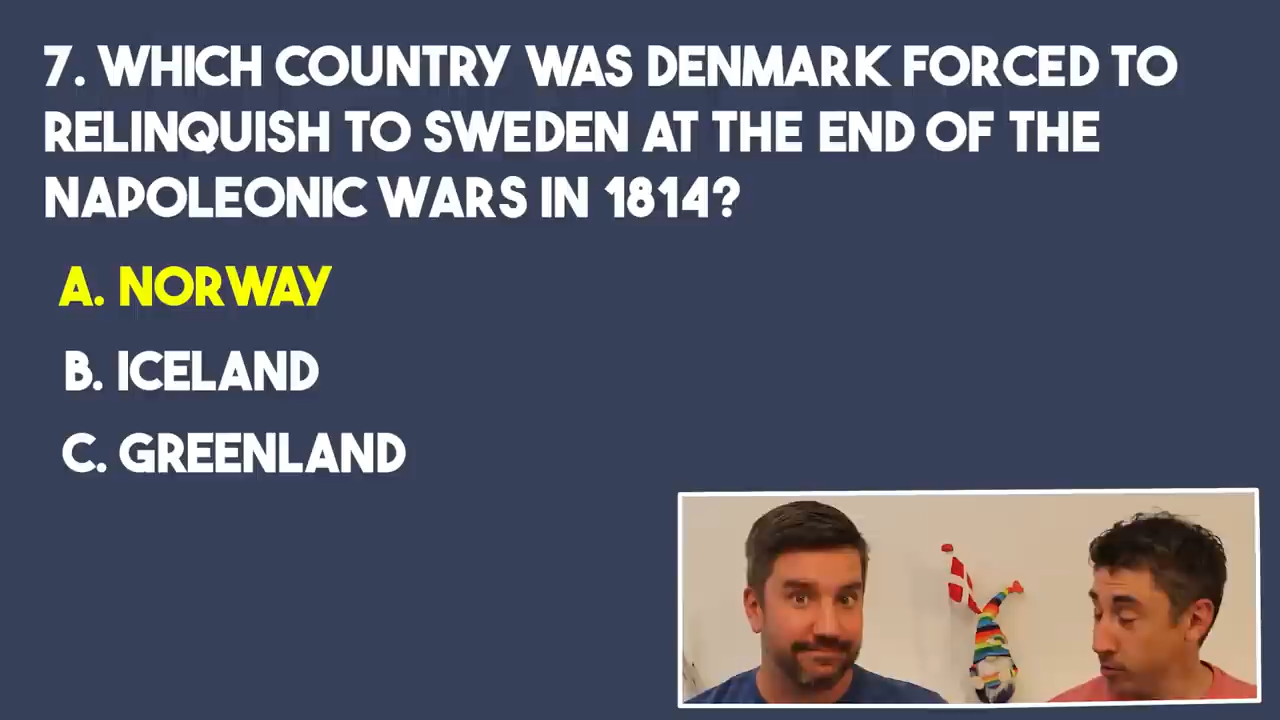 7. WHICH COUNTRY WAS DENMARK FORCED TO
RELINQUISH TO SWEDEN AT THE END OF THE
NAPOLEONIC WARS IN 1814?
A. NORWAY
B. ICELAND
C. GREENLAND